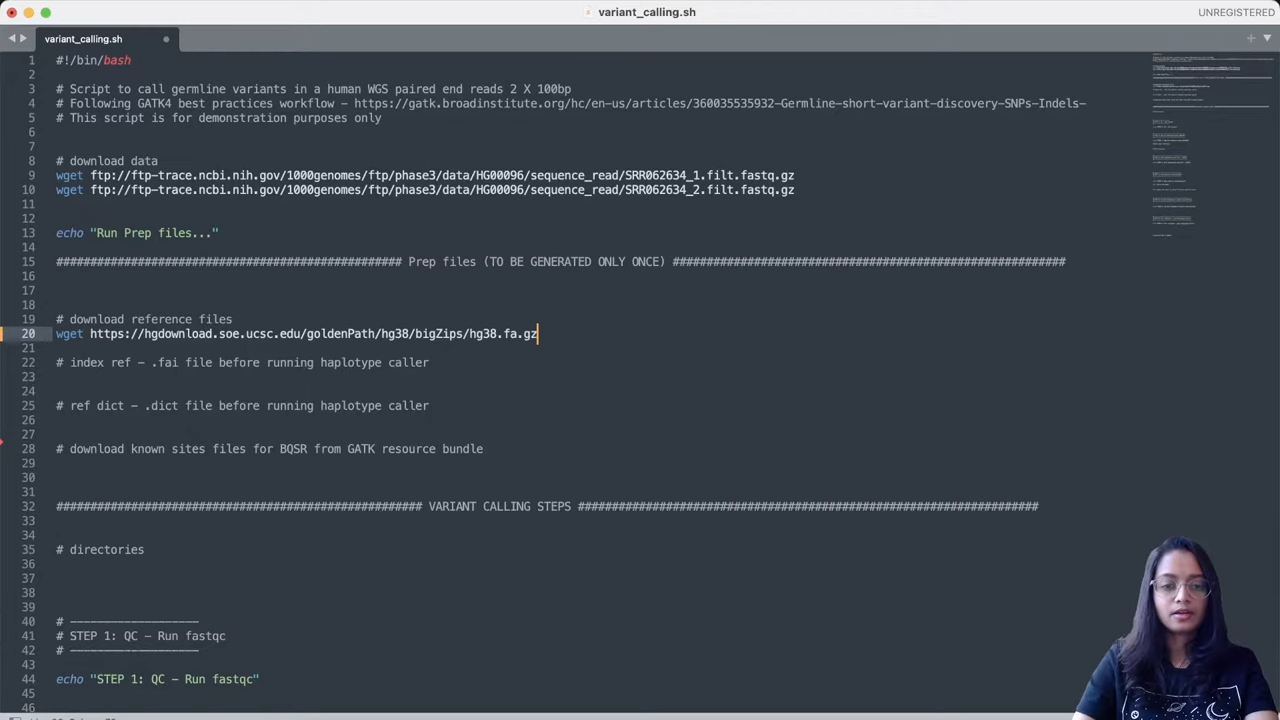 variant_calling.sh
UNREGISTERED
variant_calling.sh
1 #!/bin/bash
2
3 # Script to call germline variants in a human WGS paired end reads 2 X 100bp
4 # Following GATK4 best practices workflow - https://gatk.broadinstitute.org/hc/en-us/articles/360035535932-Germline-short-variant-discovery-SNPs-Indels-
5 # This script is for demonstration purposes only
6
7
8 # download data
9 wget ftp://ftp-trace.ncbi.nih.gov/1000genomes/ftp/phase3/data/HG00096/sequence_read/SRR062634_1.filt.fastq.gz
10 wget ftp://ftp-trace.ncbi.nih.gov/1000genomes/ftp/phase3/data/HG00096/sequence_read/SRR062634_2.filt.fastq.gz
11
12
13 echo "Run Prep files..."
14
15 ################################################### Prep files (TO BE GENERATED ONLY ONCE) ##########################################################
16
17
18
19 # download reference files
20 wget https://hgdownload.soe.ucsc.edu/goldenPath/hg38/bigZips/hg38.fa.gz
21
22 # index ref - .fai file before running haplotype caller
23
24
25 # ref dict - .dict file before running haplotype caller
26
27
28 # download known sites files for BQSR from GATK resource bundle
29
30
31
32 ###################################################### VARIANT CALLING STEPS ####################################################################
33
34
35 # directories
36
37
38
39
40 # -------------------
41 # STEP 1: QC - Run fastqc
42 # -------------------
43
44 echo "STEP 1: QC - Run fastqc"
45
46